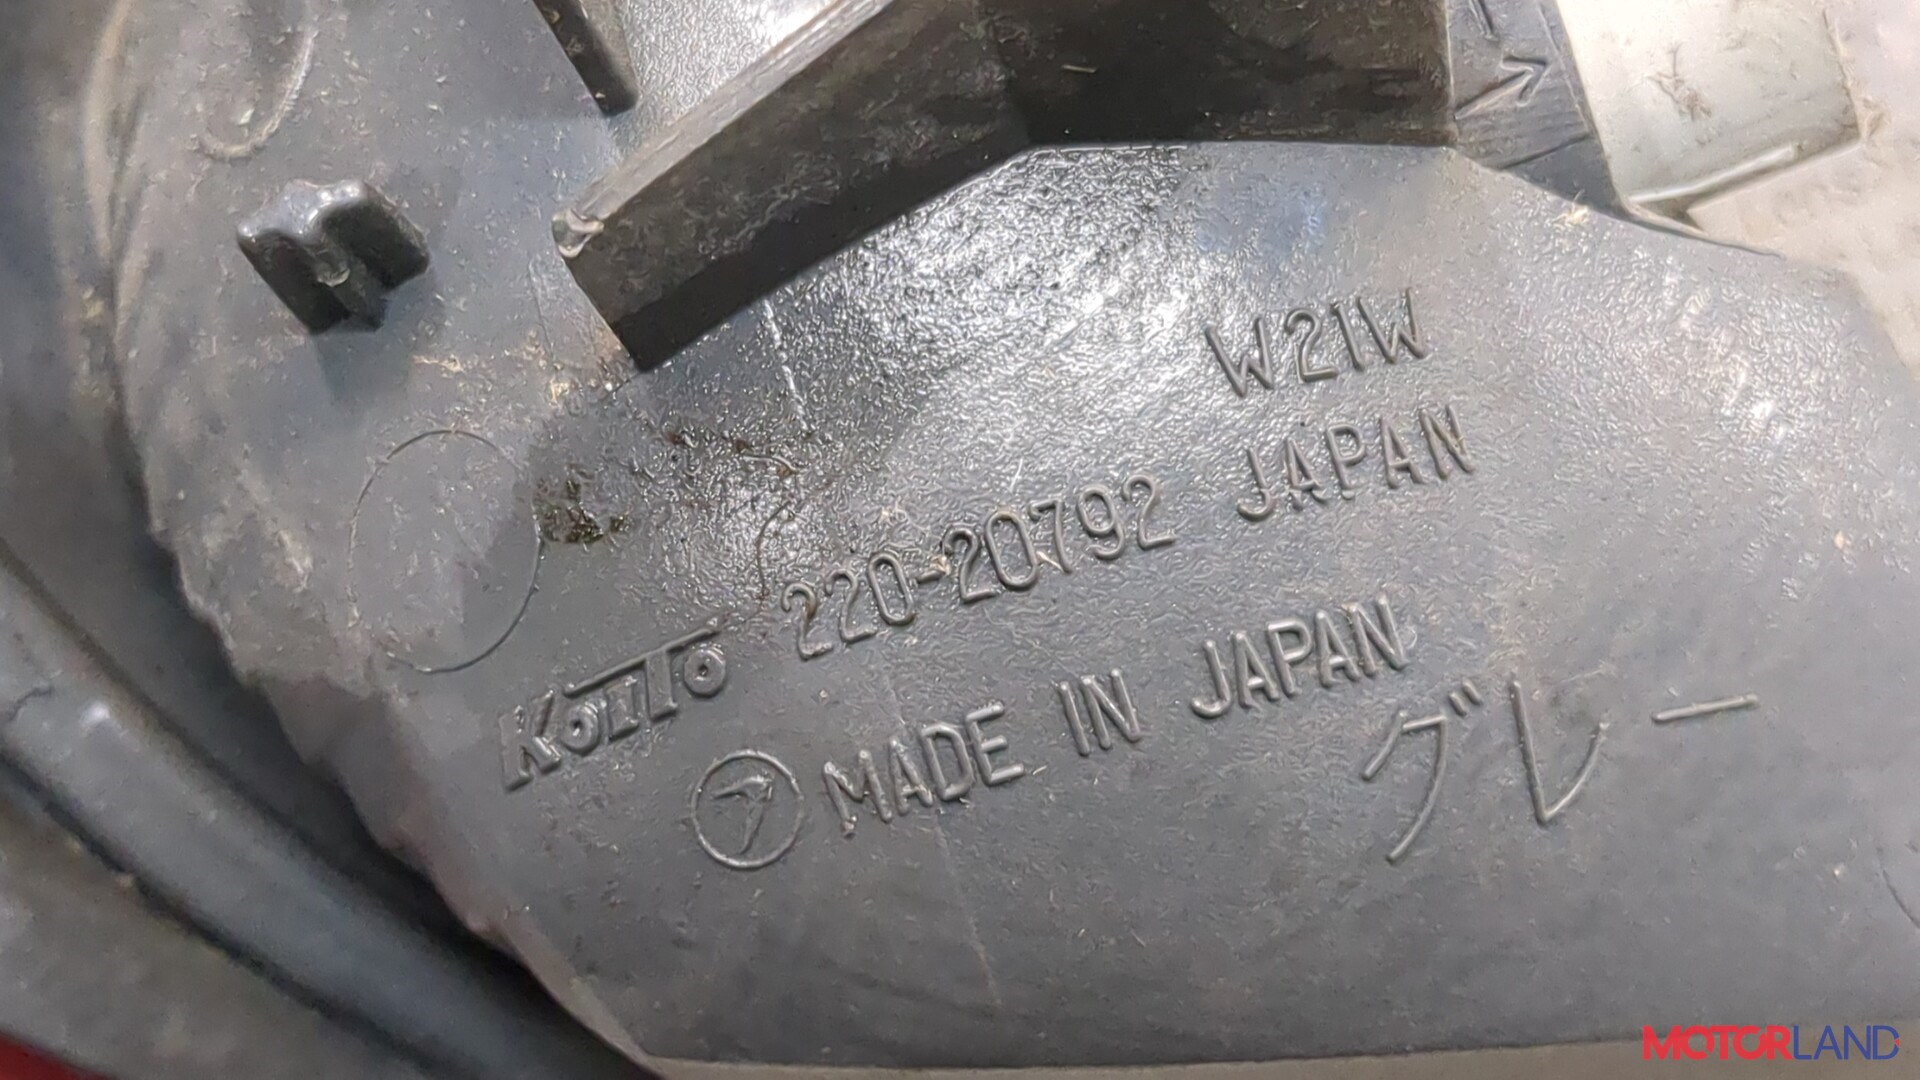 W21W
KoiTo 220-20792 JAPAN
MADE IN JAPAN
グレー
MOTORLAND